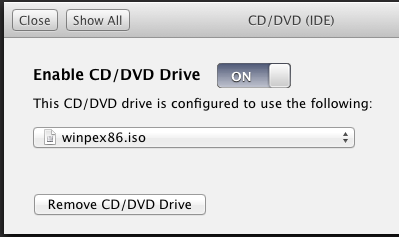 Close Show All CD/DVD (IDE)
Enable CD/DVD Drive ON
This CD/DVD drive is configured to use the following:
winpex86.iso
Remove CD/DVD Drive